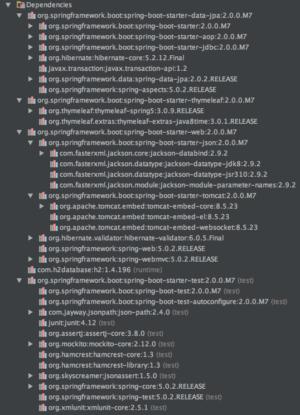 Dependencies
org.springframework.boot:spring-boot-starter-data-jpa:2.0.0.M7
org.springframework.boot:spring-boot-starter:2.0.0.M7
org.springframework.boot:spring-boot-starter-aop:2.0.0.M7
org.springframework.boot:spring-boot-starter-jdbc:2.0.0.M7
org.hibernate:hibernate-core:5.2.12.Final
javax.transaction:javax.transaction-api:1.2
org.springframework.data:spring-data-jpa:2.0.2.RELEASE
org.springframework:spring-aspects:5.0.2.RELEASE
org.springframework.boot:spring-boot-starter-thymeleaf:2.0.0.M7
org.thymeleaf:thymeleaf-spring5:3.0.9.RELEASE
org.thymeleaf.extras:thymeleaf-extras-java8time:3.0.1.RELEASE
org.springframework.boot:spring-boot-starter-web:2.0.0.M7
org.springframework.boot:spring-boot-starter-json:2.0.0.M7
com.fasterxml.jackson.core:jackson-databind:2.9.2
com.fasterxml.jackson.datatype:jackson-datatype-jdk8:2.9.2
com.fasterxml.jackson.datatype:jackson-datatype-jsr310:2.9.2
com.fasterxml.jackson.module:jackson-module-parameter-names:2.9.2
org.springframework.boot:spring-boot-starter-tomcat:2.0.0.M7
org.apache.tomcat.embed:tomcat-embed-core:8.5.23
org.apache.tomcat.embed:tomcat-embed-el:8.5.23
org.apache.tomcat.embed:tomcat-embed-websocket:8.5.23
org.hibernate.validator:hibernate-validator:6.0.5.Final
org.springframework:spring-web:5.0.2.RELEASE
org.springframework:spring-webmvc:5.0.2.RELEASE
com.h2database:h2:1.4.196 (runtime)
org.springframework.boot:spring-boot-starter-test:2.0.0.M7 (test)
org.springframework.boot:spring-boot-test:2.0.0.M7 (test)
org.springframework.boot:spring-boot-test-autoconfigure:2.0.0.M7 (test)
com.jayway.jsonpath:json-path:2.4.0 (test)
junit:junit:4.12 (test)
org.assertj:assertj-core:3.8.0 (test)
org.mockito:mockito-core:2.12.0 (test)
org.hamcrest:hamcrest-core:1.3 (test)
org.hamcrest:hamcrest-library:1.3 (test)
org.skyscreamer:jsonassert:1.5.0 (test)
org.springframework:spring-core:5.0.2.RELEASE
org.springframework:spring-test:5.0.2.RELEASE (test)
org.xmlunit:xmlunit-core:2.5.1 (test)